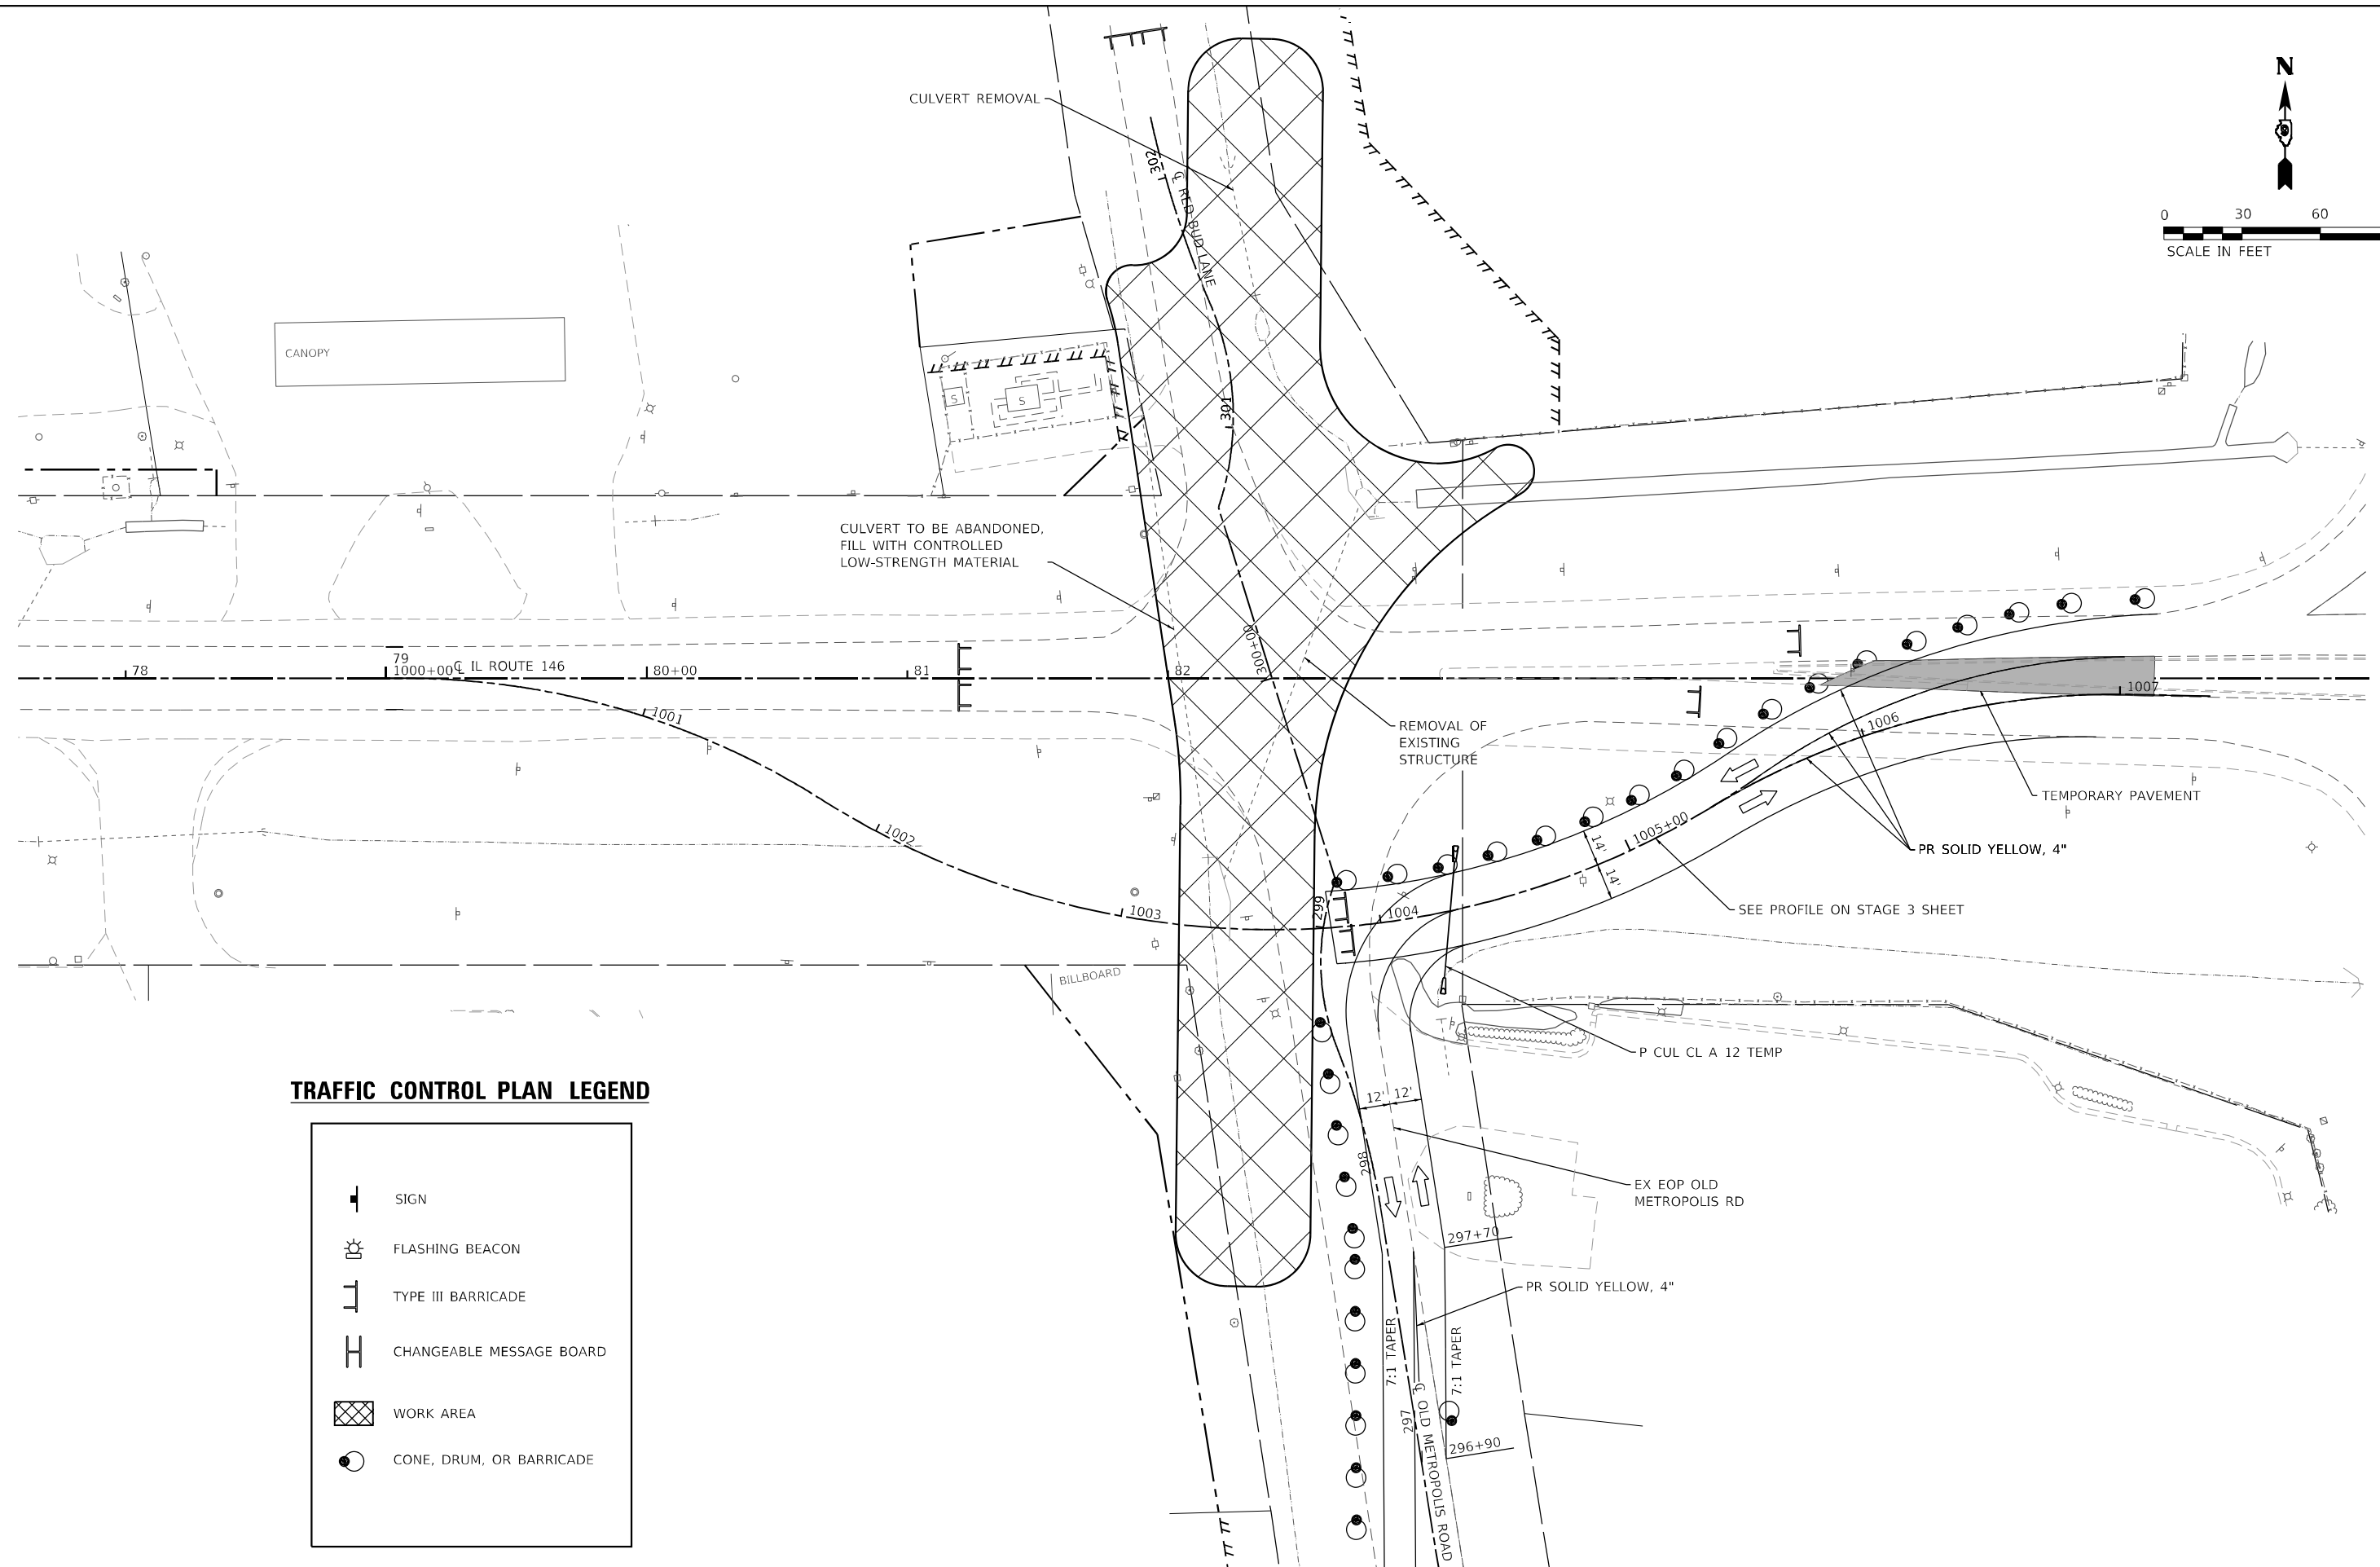 N
0 30 60
SCALE IN FEET
CULVERT REMOVAL
302
℄ RED BUD LANE
CANOPY
S
S
301
CULVERT TO BE ABANDONED,
FILL WITH CONTROLLED
LOW-STRENGTH MATERIAL
300+00
78
79
1000+00
℄ IL ROUTE 146
80+00
81
82
1001
1002
1003
1004
1005+00
1006
1007
REMOVAL OF
EXISTING
STRUCTURE
TEMPORARY PAVEMENT
PR SOLID YELLOW, 4"
14'
14'
SEE PROFILE ON STAGE 3 SHEET
299
BILLBOARD
P CUL CL A 12 TEMP
12' 12'
298
EX EOP OLD
METROPOLIS RD
297+70
PR SOLID YELLOW, 4"
7:1 TAPER
7:1 TAPER
297
296+90
℄ OLD METROPOLIS ROAD
TRAFFIC CONTROL PLAN LEGEND
SIGN
FLASHING BEACON
TYPE III BARRICADE
CHANGEABLE MESSAGE BOARD
WORK AREA
CONE, DRUM, OR BARRICADE